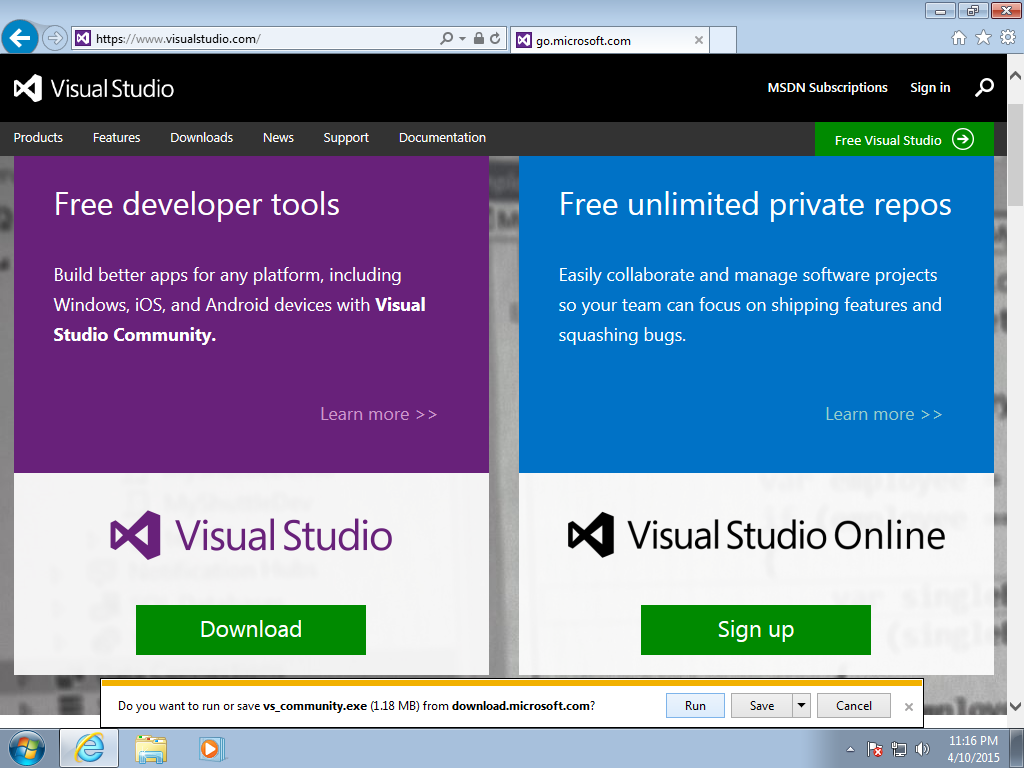 https://www.visualstudio.com/
go.microsoft.com
Visual Studio
MSDN Subscriptions Sign in
Products Features Downloads News Support Documentation
Free Visual Studio
Free developer tools
Build better apps for any platform, including
Windows, iOS, and Android devices with Visual
Studio Community.
Learn more >>
Visual Studio
Download
Free unlimited private repos
Easily collaborate and manage software projects
so your team can focus on shipping features and
squashing bugs.
Learn more >>
Visual Studio Online
Sign up
Do you want to run or save vs_community.exe (1.18 MB) from download.microsoft.com?
Run Save Cancel
11:16 PM
4/10/2015